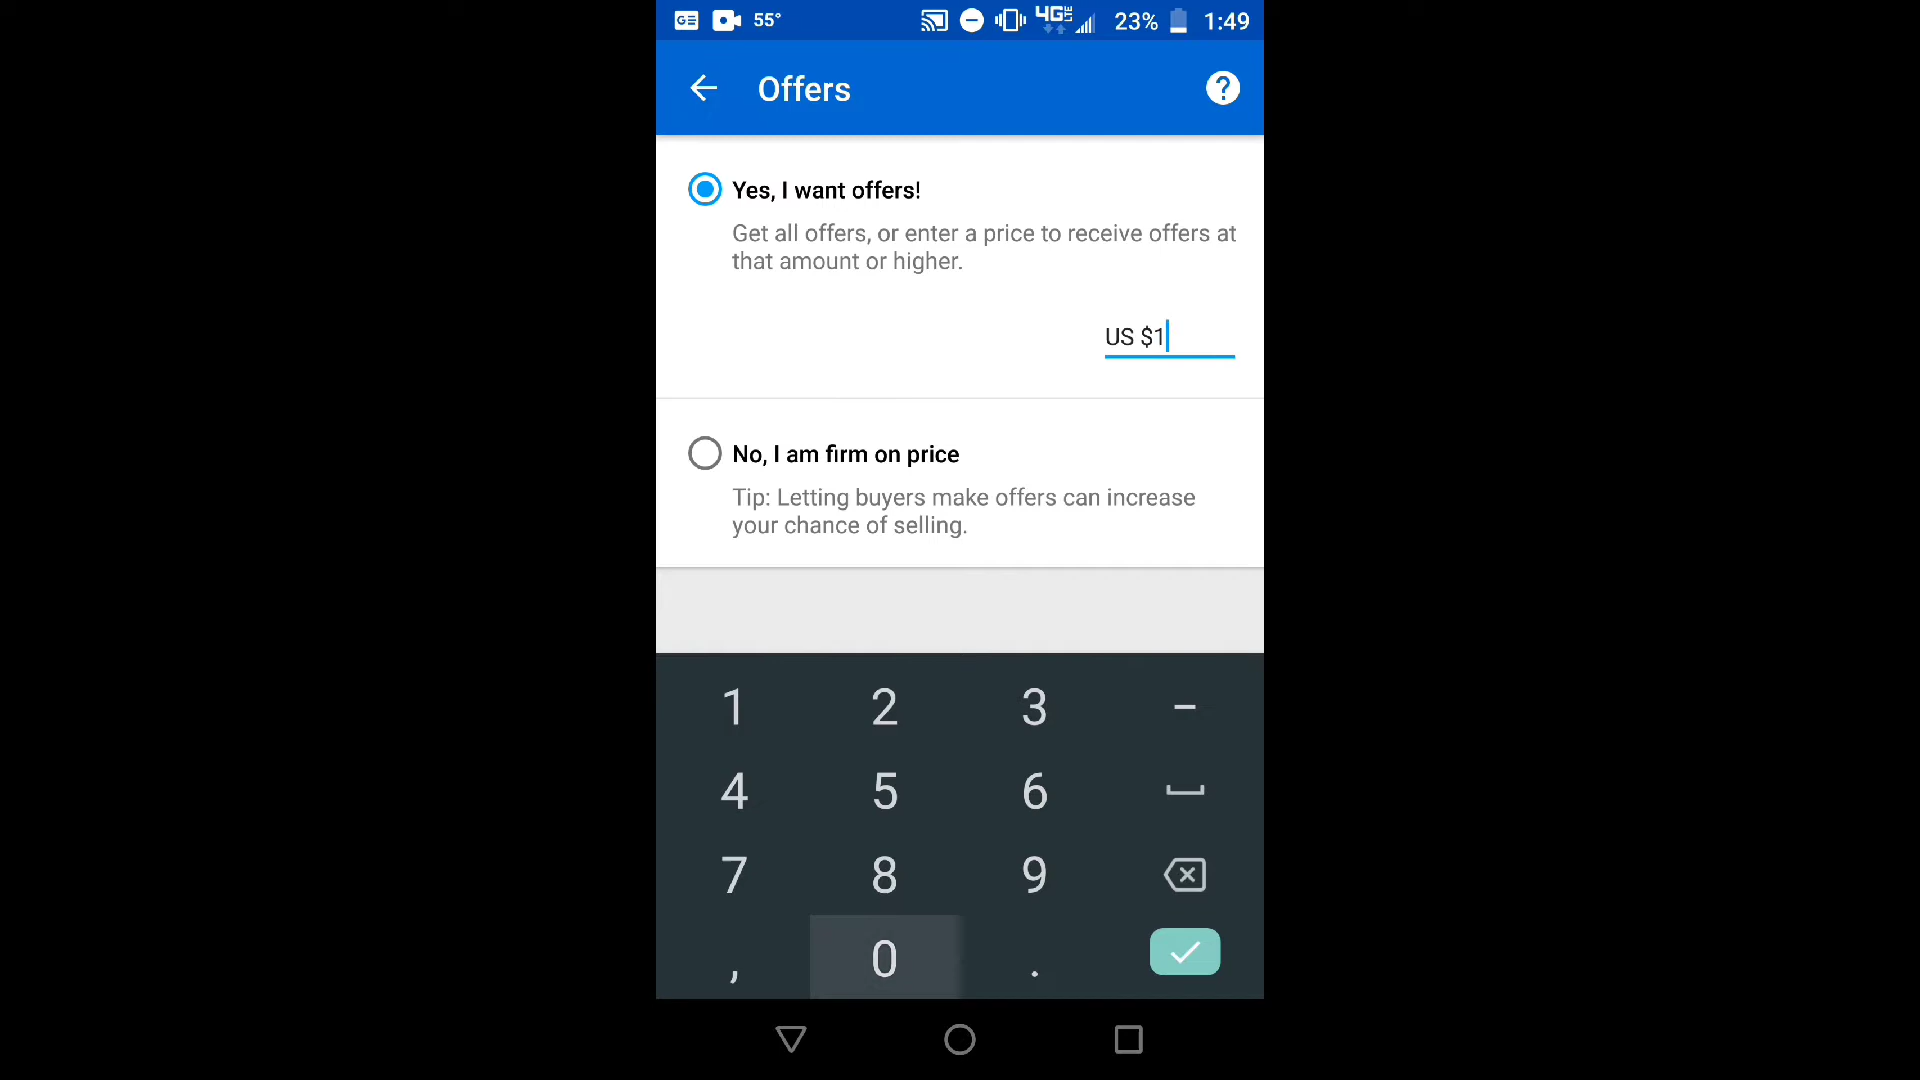 GE 55° 4G LTE 23% 1:49
Offers
?
Yes, I want offers!
Get all offers, or enter a price to receive offers at
that amount or higher.
US $1
No, I am firm on price
Tip: Letting buyers make offers can increase
your chance of selling.
1 2 3 –
4 5 6
7 8 9
, 0 .